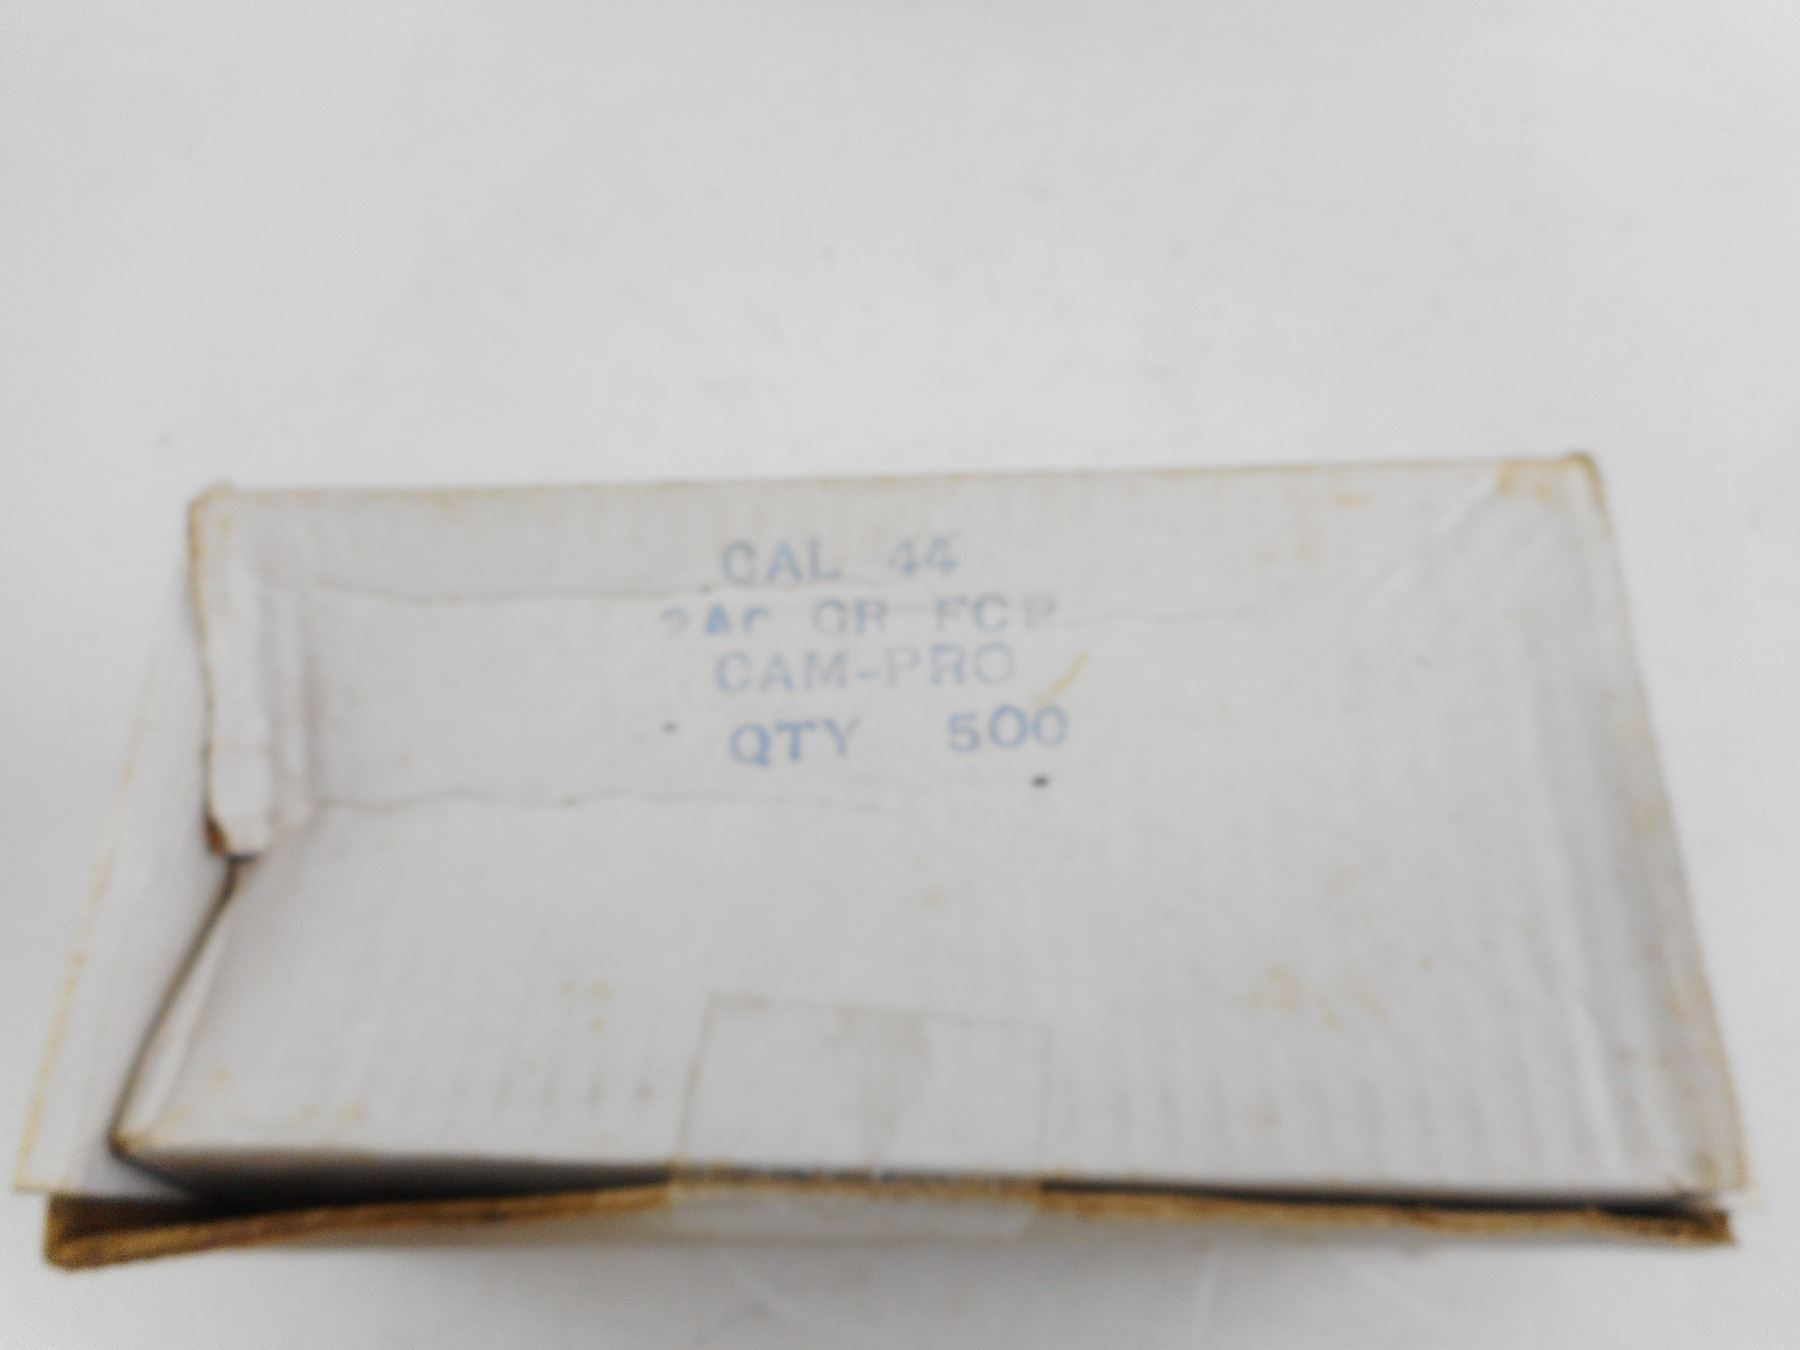 CAL 44
GR FCP
CAM-PRO
QTY 500